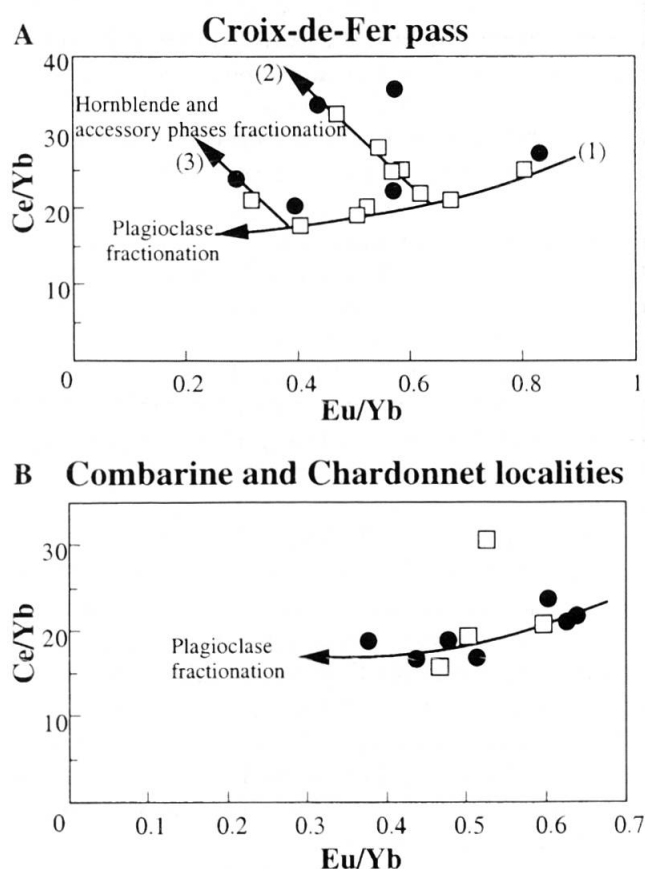 A Croix-de-Fer pass
40
(2)
Hornblende and
accessory phases fractionation
30
(1)
(3)
Ce/Yb
20
Plagioclase
fractionation
10
0 0.2 0.4 0.6 0.8 1
Eu/Yb
B Combarine and Chardonnet localities
30
Ce/Yb
20
Plagioclase
fractionation
10
0 0.1 0.2 0.3 0.4 0.5 0.6 0.7
Eu/Yb